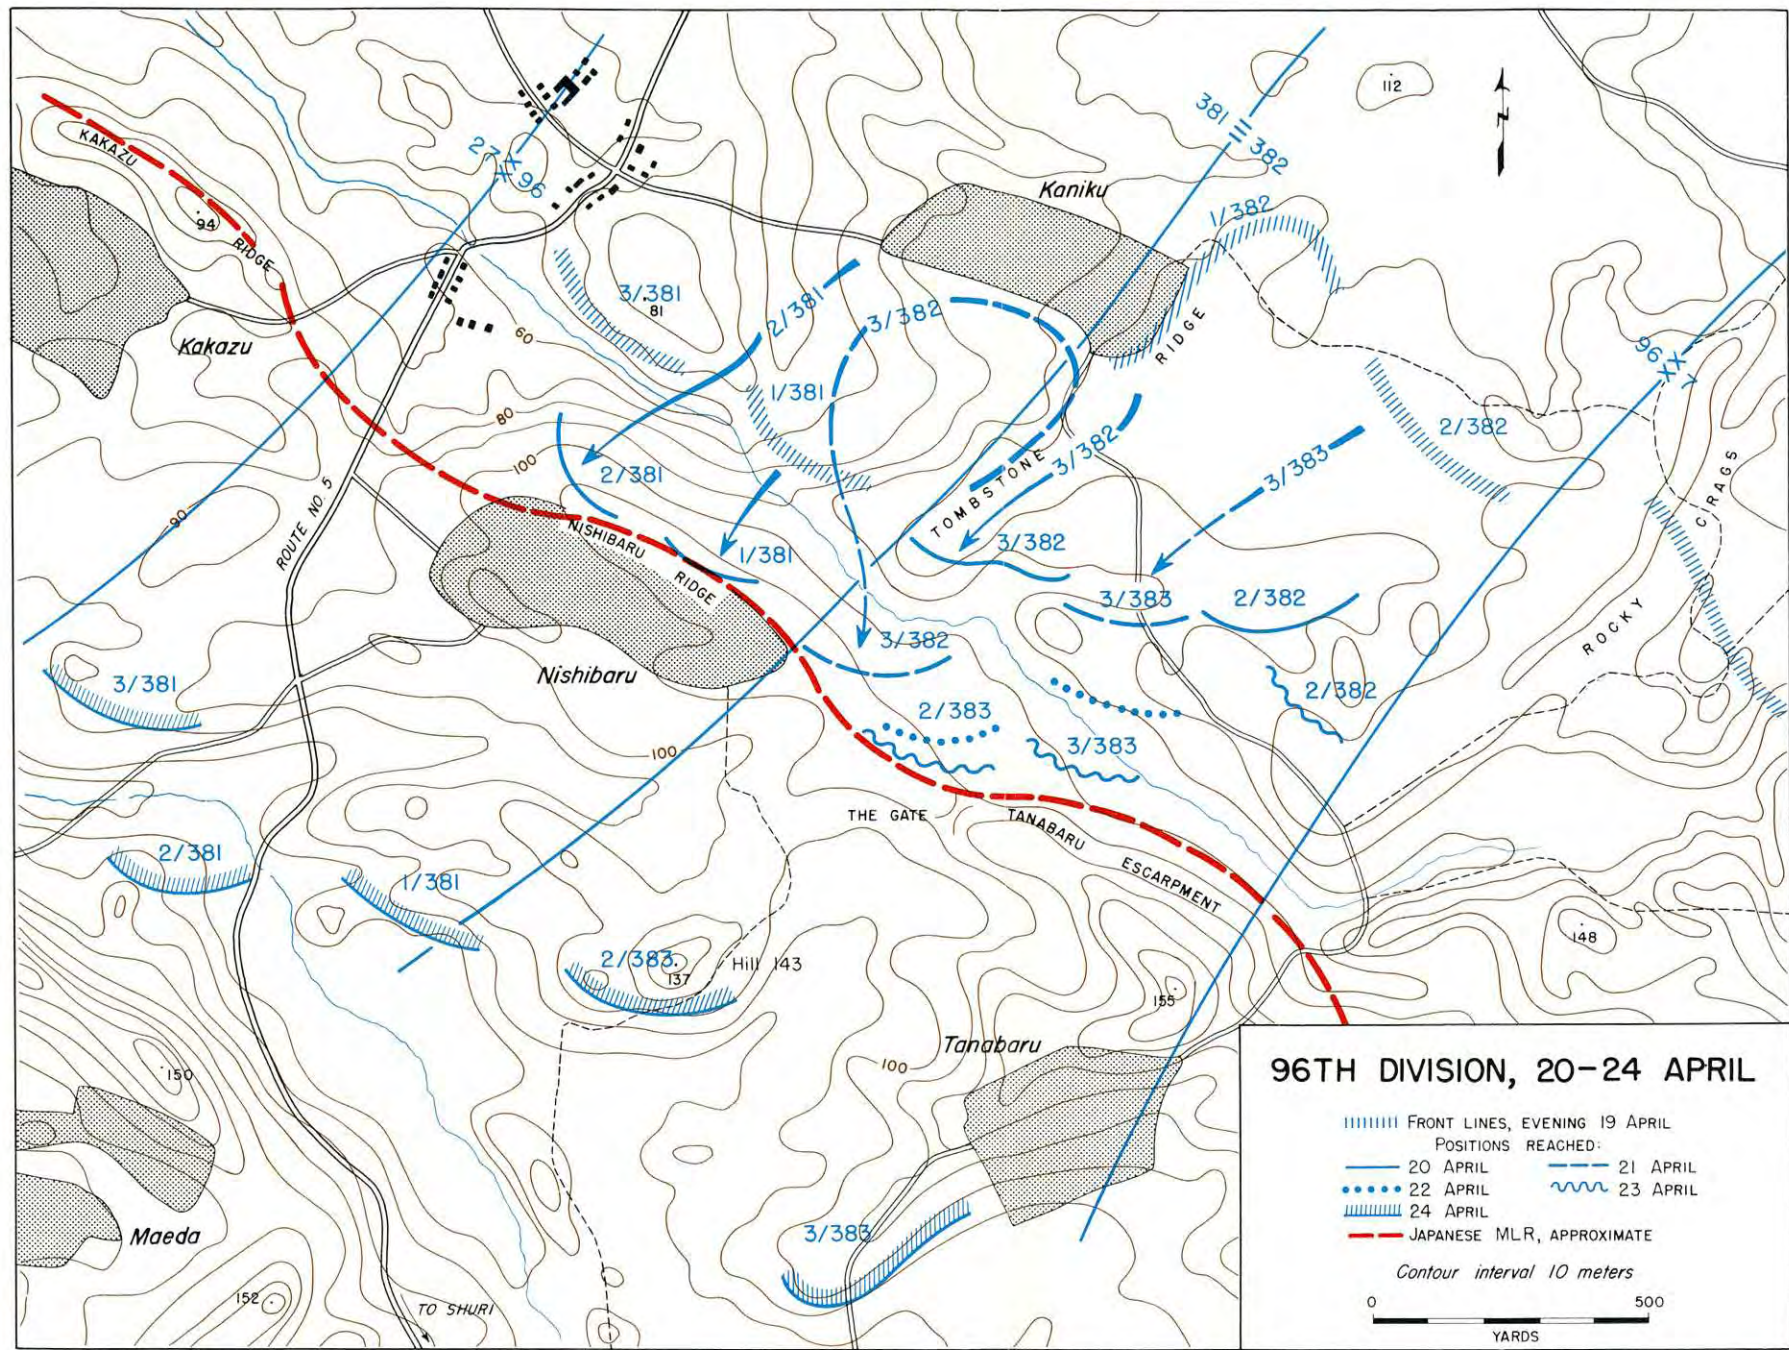 112
N
381
382
27
96
KAKAZU
RIDGE
94
Kaniku
1/382
3/381
81
2/381
3/382
RIDGE
60
Kakazu
96
7
1/381
80
2/382
3/382
100
2/381
3/383
TOMBSTONE
CRAGS
90
ROUTE NO. 5
NISHIBARU
RIDGE
1/381
3/382
3/383
2/382
ROCKY
3/382
Nishibaru
3/381
2/382
2/383
3/383
100
THE GATE
TANABARU
ESCARPMENT
2/381
1/381
148
2/383
137
Hill 143
155
Tanabaru
100
150
Maeda
3/383
152
TO SHURI
96TH DIVISION, 20-24 APRIL
FRONT LINES, EVENING 19 APRIL
POSITIONS REACHED:
20 APRIL
21 APRIL
22 APRIL
23 APRIL
24 APRIL
JAPANESE MLR, APPROXIMATE
Contour interval 10 meters
0
500
YARDS